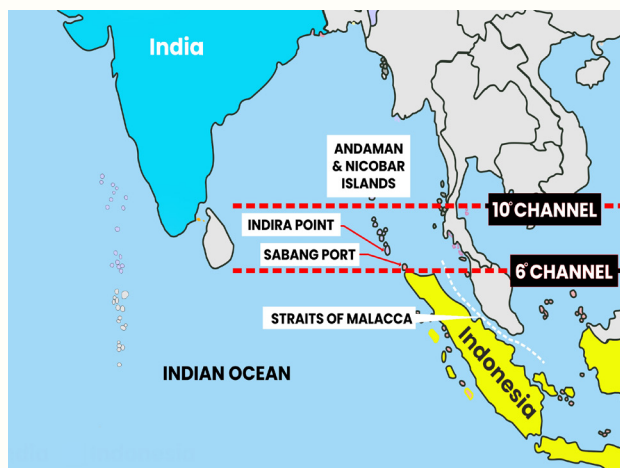 India
ANDAMAN
& NICOBAR
ISLANDS
10° CHANNEL
INDIRA POINT
SABANG PORT
6° CHANNEL
STRAITS OF MALACCA
Indonesia
INDIAN OCEAN